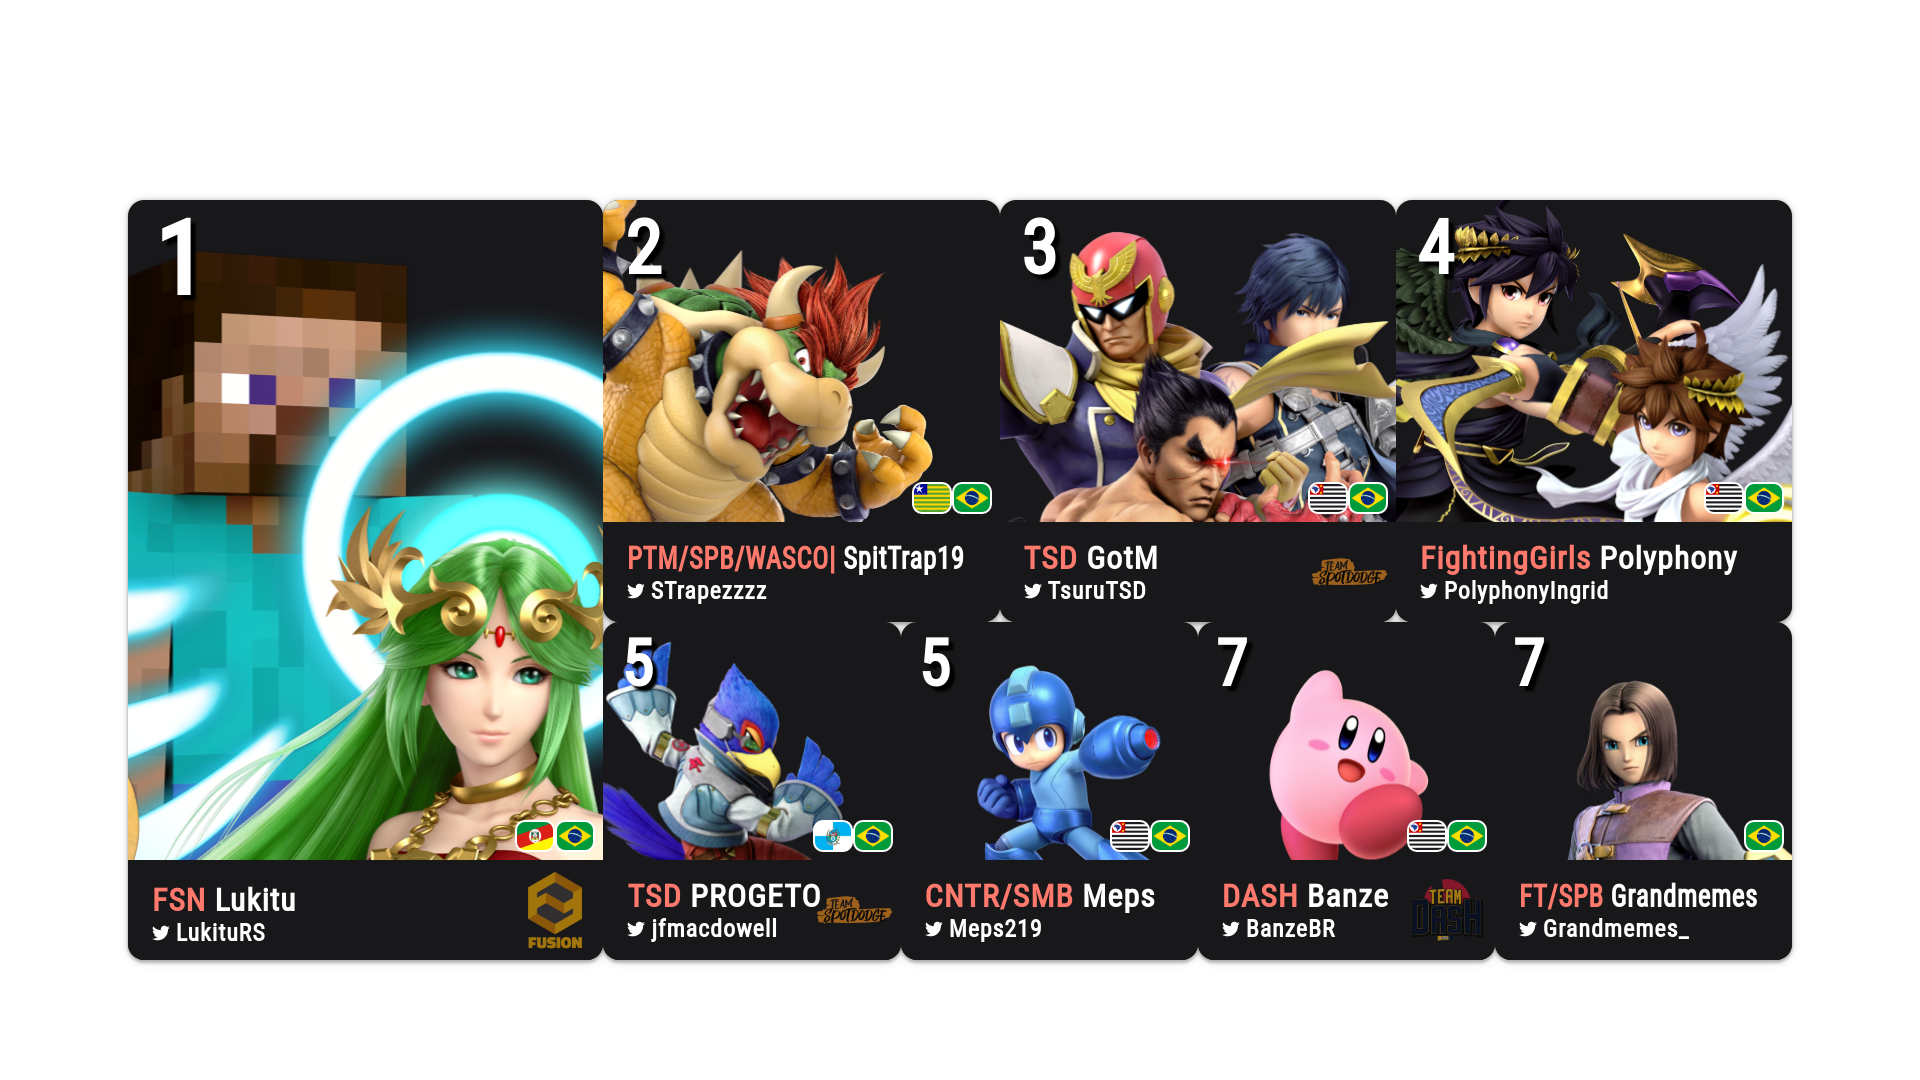 1
FSN Lukitu
LukituRS
FUSION
2
PTM/SPB/WASCO| SpitTrap19
STrapezzzz
3
TSD GotM
TsuruTSD
TEAM
SPOTDODGE
4
FightingGirls Polyphony
PolyphonyIngrid
5
TSD PROGETO
jfmacdowell
TEAM
SPOTDODGE
5
CNTR/SMB Meps
Meps219
7
DASH Banze
BanzeBR
TEAM
DASH
7
FT/SPB Grandmemes
Grandmemes_